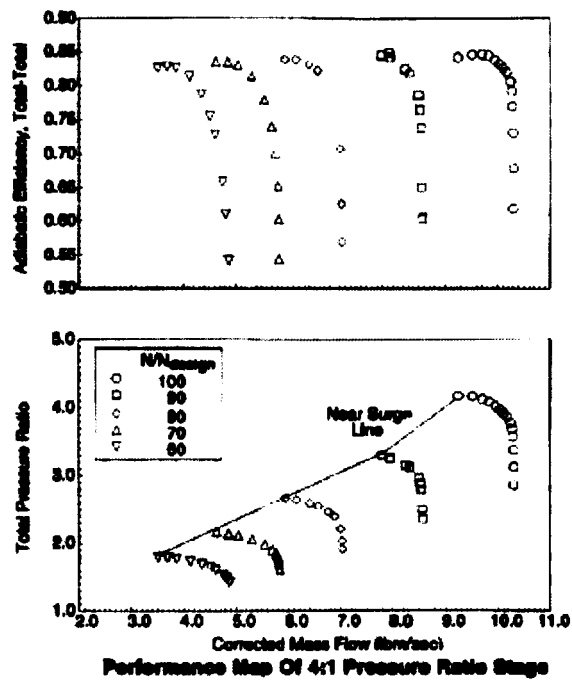 0.90
0.85
0.80
0.75
0.70
0.65
0.60
0.55
0.50
Adiabatic Efficiency, Total-Total
5.0
4.0
3.0
2.0
1.0
Total Pressure Ratio
N/Ndesign
100
90
80
70
60
Near Surge
Line
2.0 3.0 4.0 5.0 6.0 7.0 8.0 9.0 10.0 11.0
Corrected Mass Flow (lbm/sec)
Performance Map Of 4:1 Pressure Ratio Stage